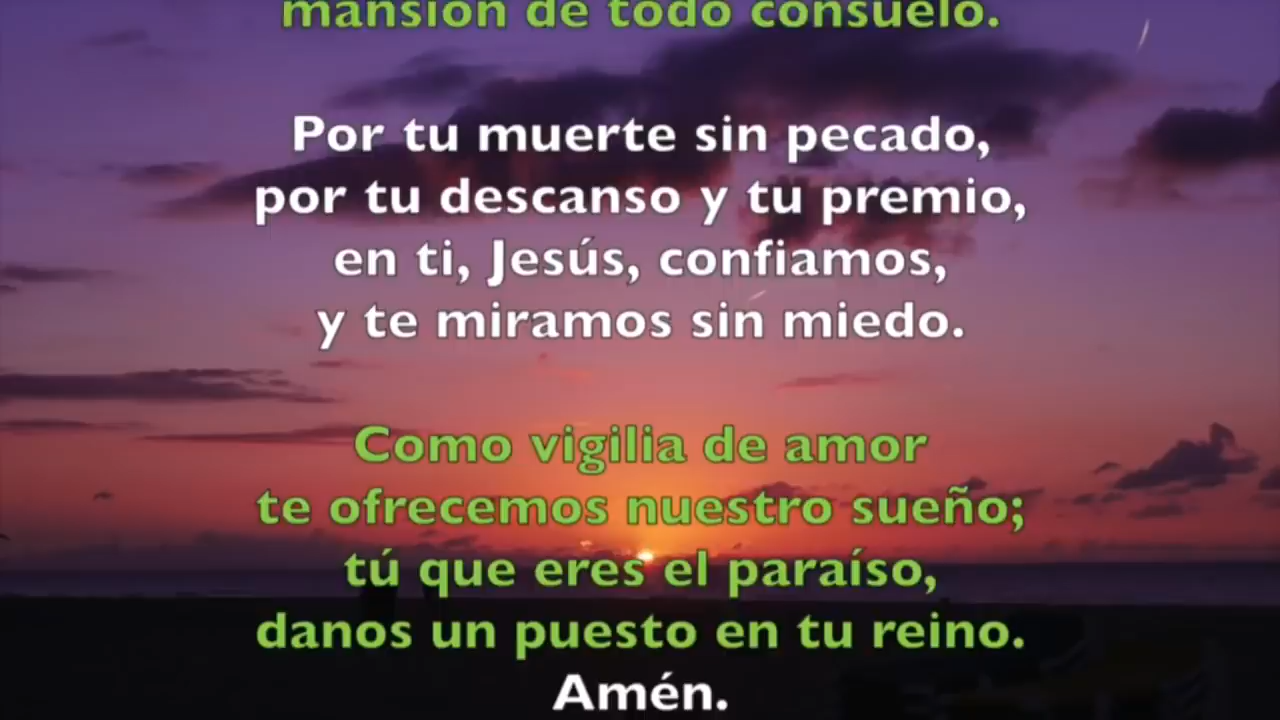 mansión de todo consuelo.
Por tu muerte sin pecado,
por tu descanso y tu premio,
en ti, Jesús, confiamos,
y te miramos sin miedo.
Como vigilia de amor
te ofrecemos nuestro sueño;
tú que eres el paraíso,
danos un puesto en tu reino.
Amén.